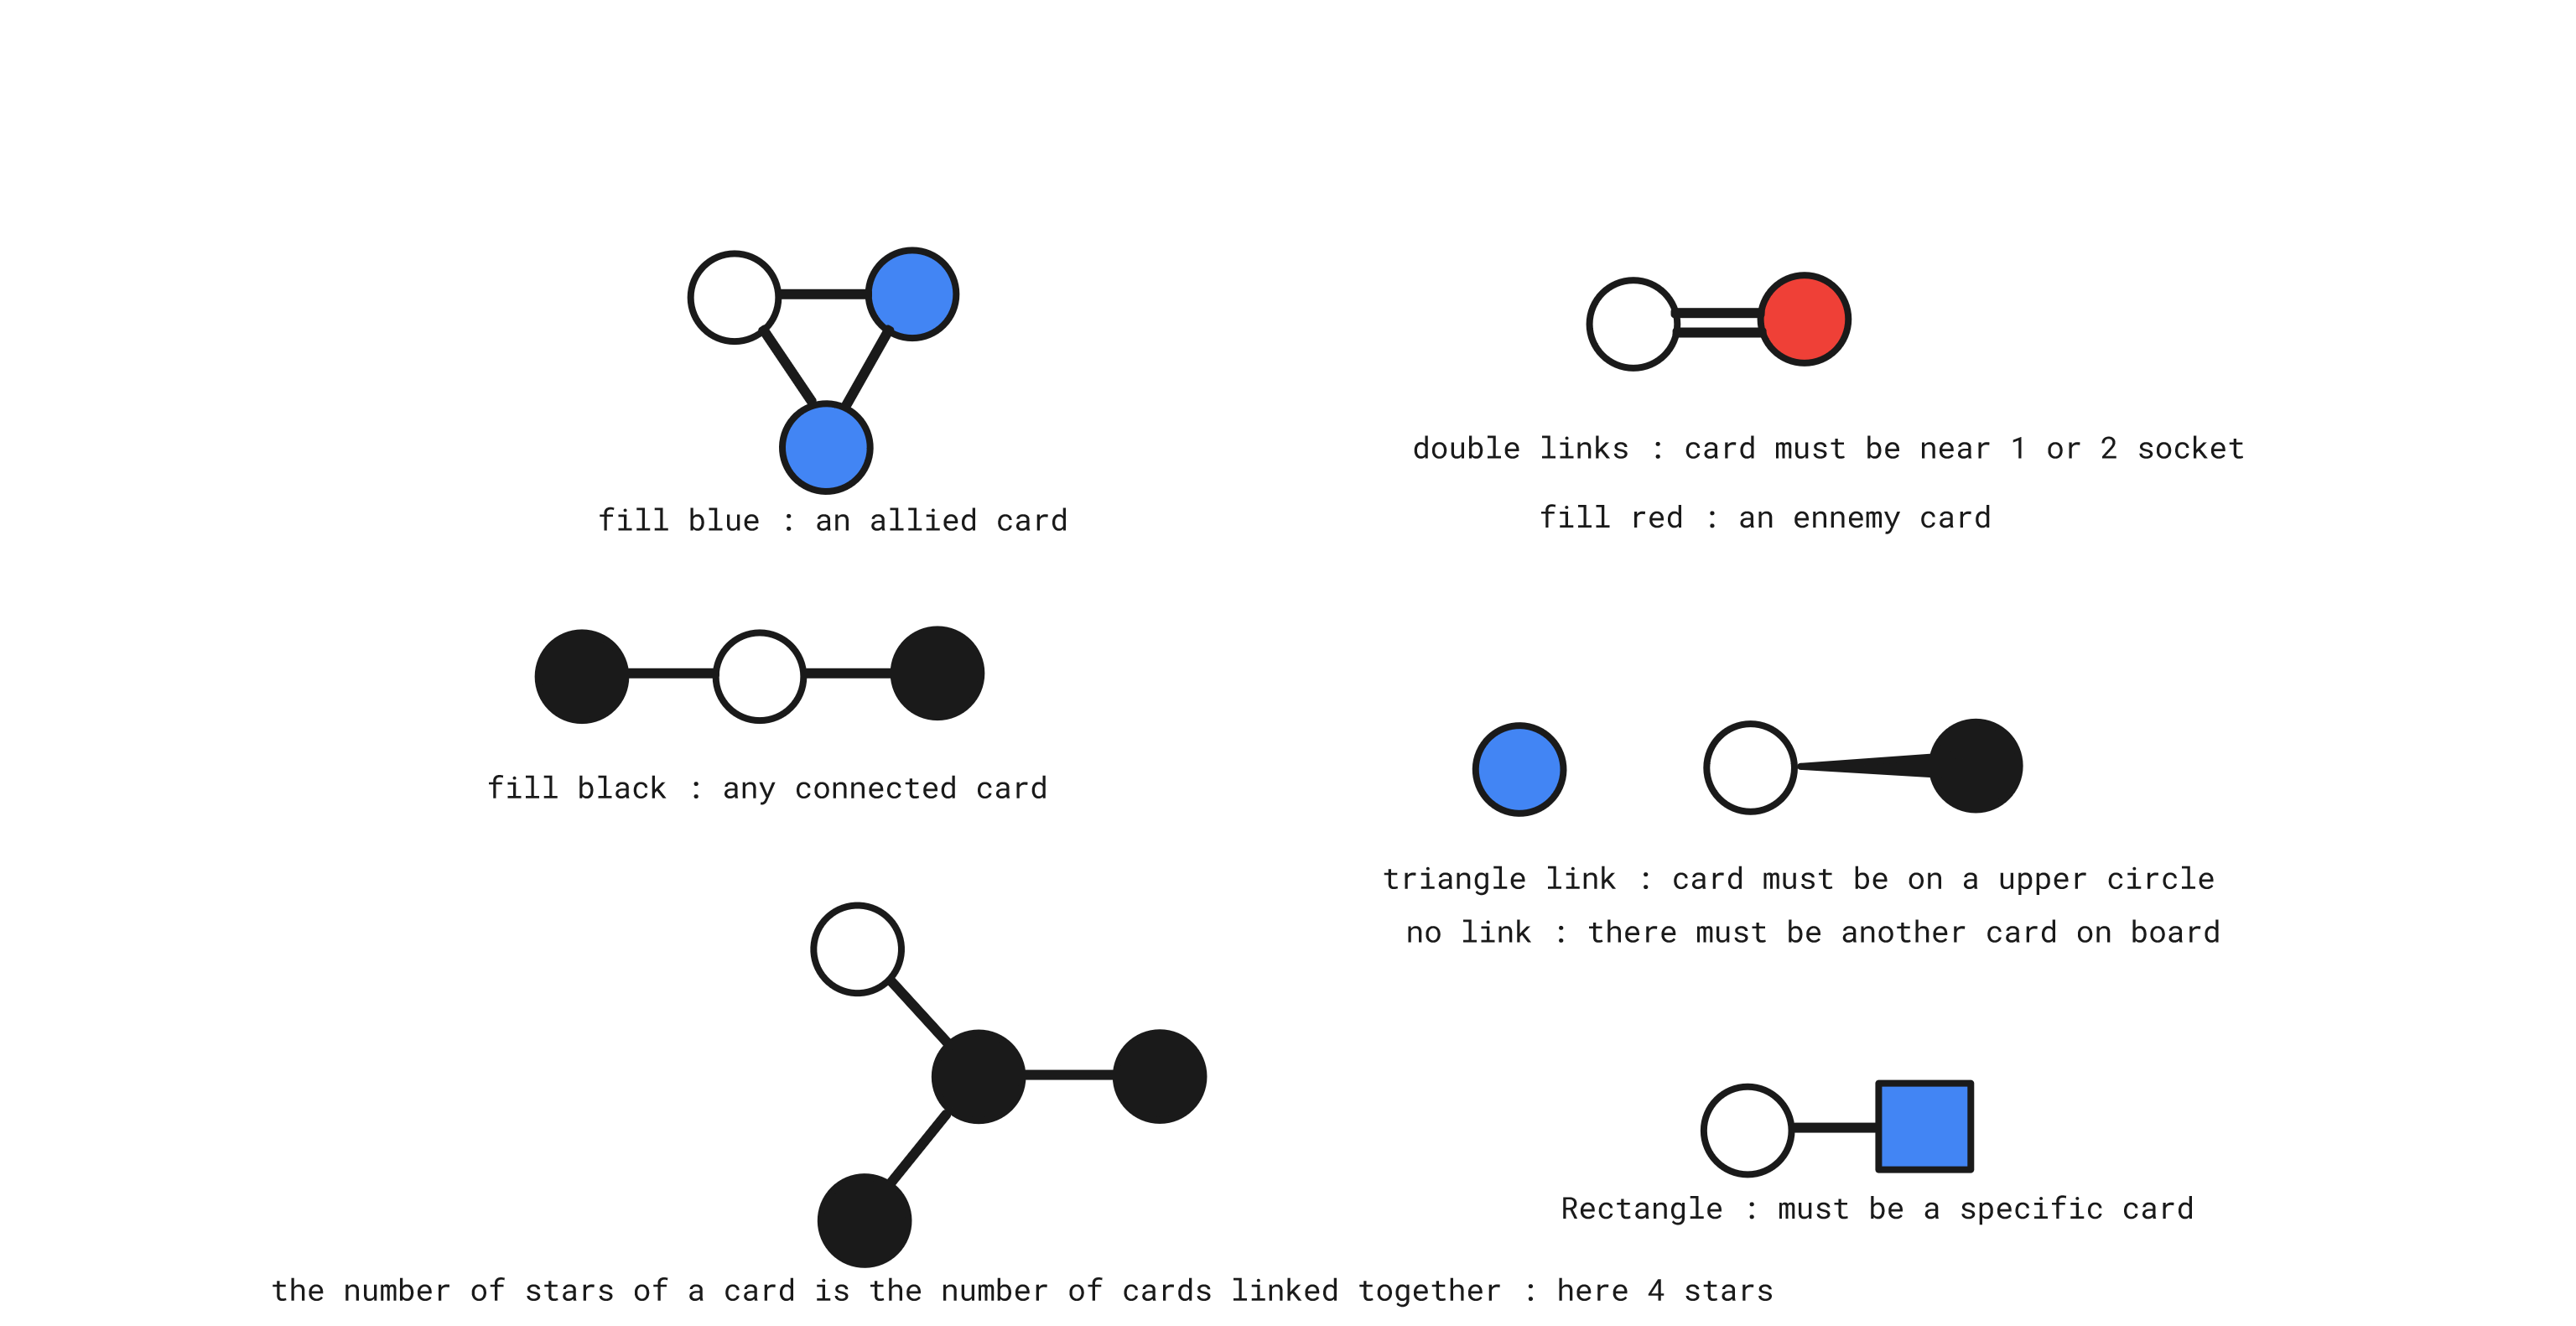 fill blue : an allied card
double links : card must be near 1 or 2 socket
fill red : an ennemy card
fill black : any connected card
triangle link : card must be on a upper circle
no link : there must be another card on board
Rectangle : must be a specific card
the number of stars of a card is the number of cards linked together : here 4 stars